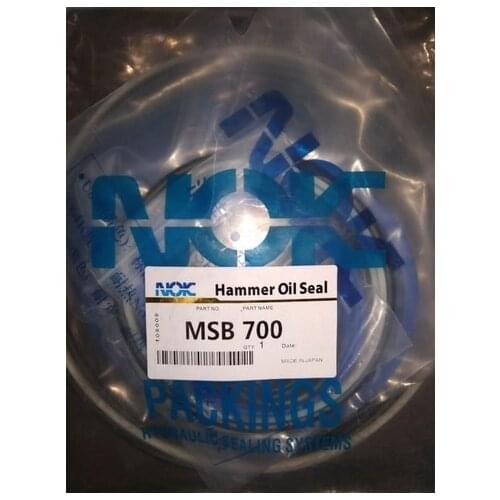 NOK
NOK
NOK Hammer Oil Seal
PART NO. PART NAME
MSB 700
QTY. 1 Date:
MADE IN JAPAN
PACKINGS
HYDRAULIC SEALING SYSTEMS